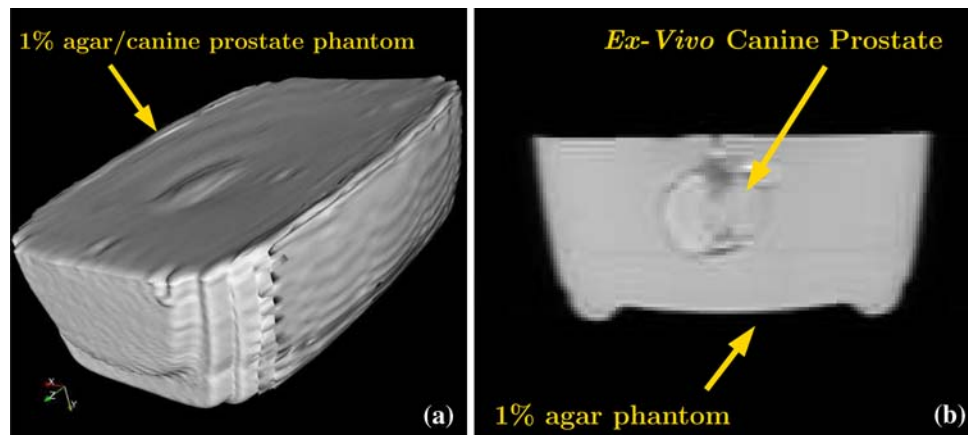 1% agar/canine prostate phantom
X
Z
Y
(a)
Ex-Vivo Canine Prostate
1% agar phantom
(b)